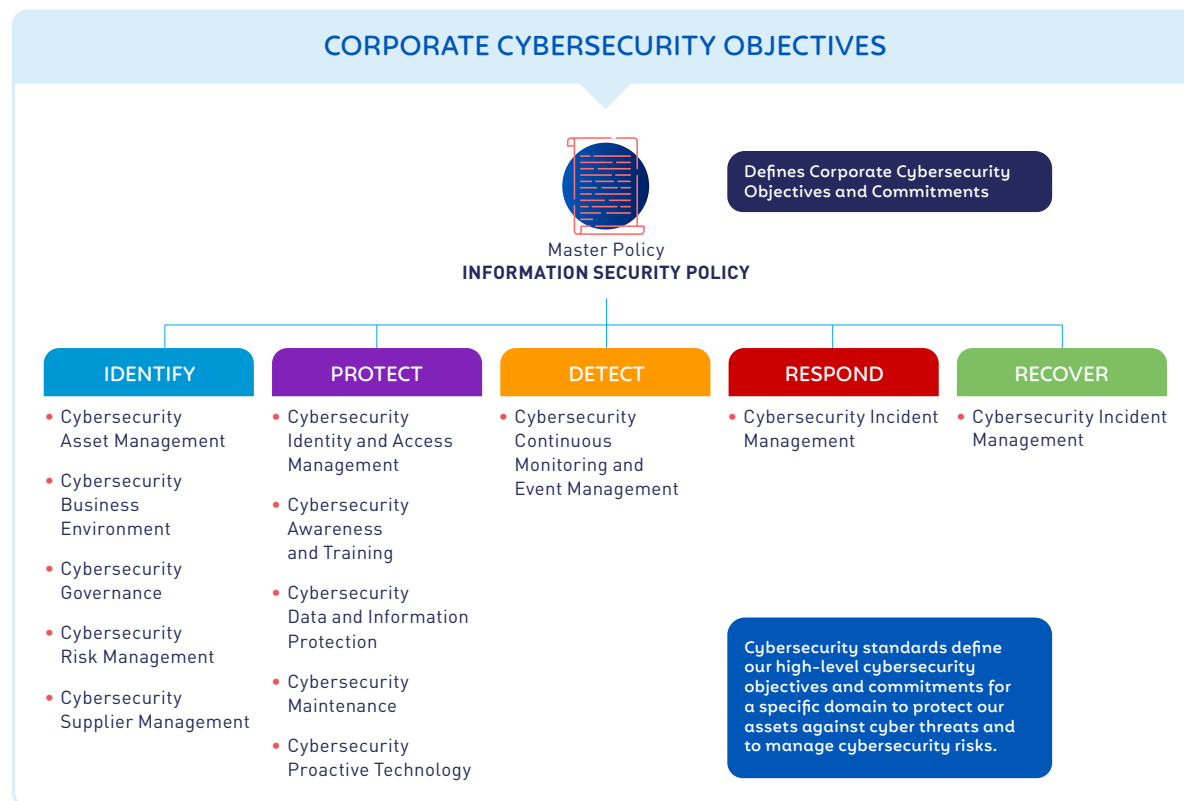 CORPORATE CYBERSECURITY OBJECTIVES
Defines Corporate Cybersecurity
Objectives and Commitments
Master Policy
INFORMATION SECURITY POLICY
IDENTIFY
• Cybersecurity
Asset Management
• Cybersecurity
Business
Environment
• Cybersecurity
Governance
• Cybersecurity
Risk Management
• Cybersecurity
Supplier Management
PROTECT
• Cybersecurity
Identity and Access
Management
• Cybersecurity
Awareness
and Training
• Cybersecurity
Data and Information
Protection
• Cybersecurity
Maintenance
• Cybersecurity
Proactive Technology
DETECT
• Cybersecurity
Continuous
Monitoring and
Event Management
RESPOND
• Cybersecurity Incident
Management
RECOVER
• Cybersecurity Incident
Management
Cybersecurity standards define
our high-level cybersecurity
objectives and commitments for
a specific domain to protect our
assets against cyber threats and
to manage cybersecurity risks.